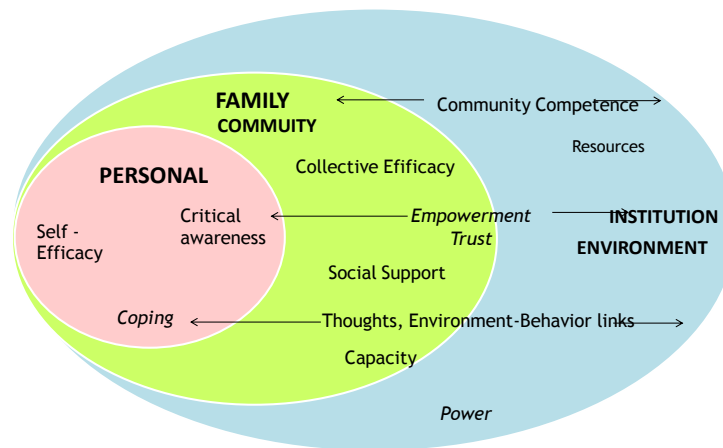 FAMILY
COMMUITY
Community Competence
Resources
Collective Efificacy
PERSONAL
Critical
awareness
Self -
Efficacy
Empowerment
Trust
INSTITUTION
ENVIRONMENT
Social Support
Coping
Thoughts, Environment-Behavior links
Capacity
Power